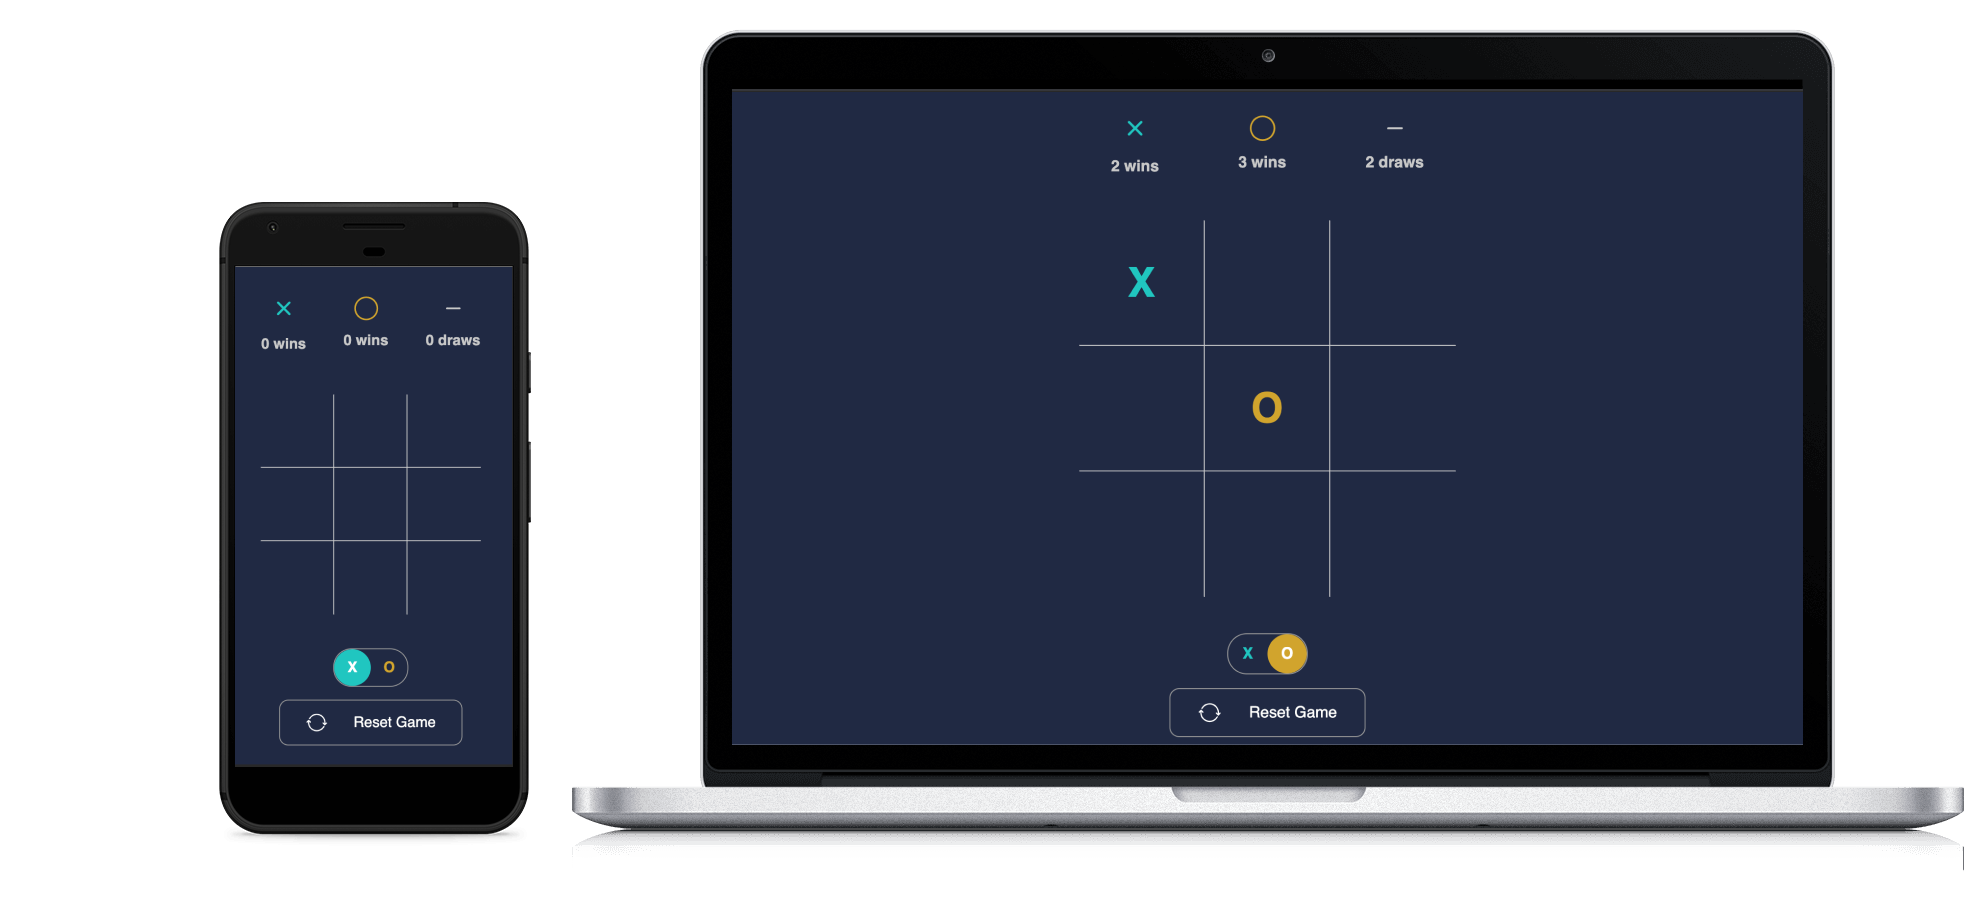 0 wins 0 wins 0 draws
X O
Reset Game
2 wins 3 wins 2 draws
X
O
X O
Reset Game